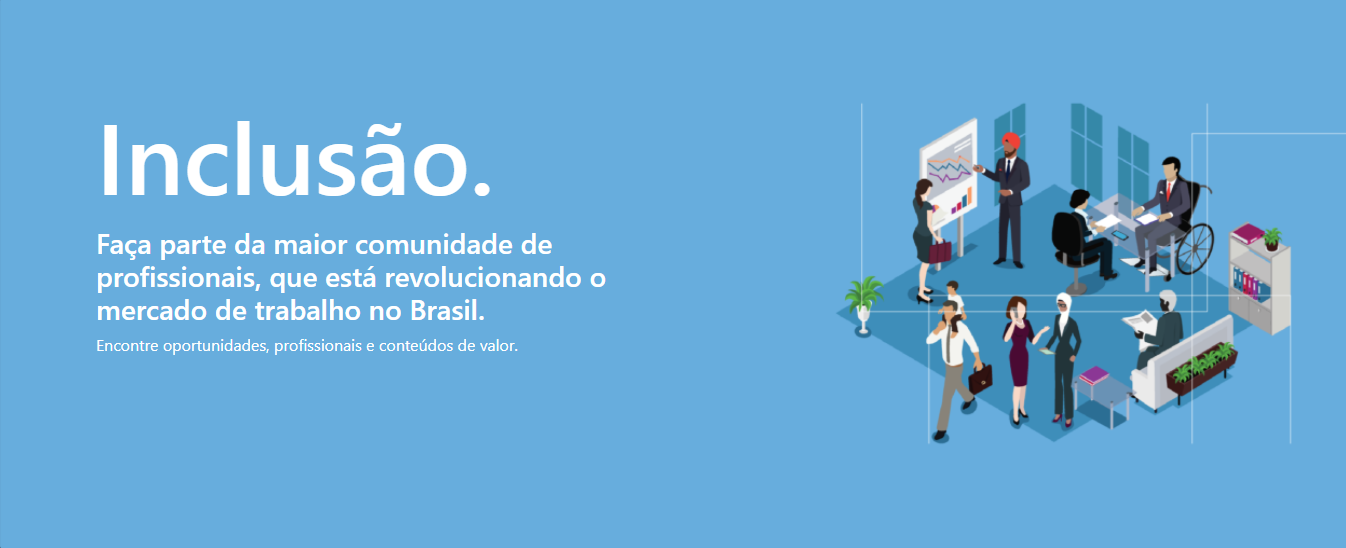 Inclusão.
Faça parte da maior comunidade de
profissionais, que está revolucionando o
mercado de trabalho no Brasil.
Encontre oportunidades, profissionais e conteúdos de valor.